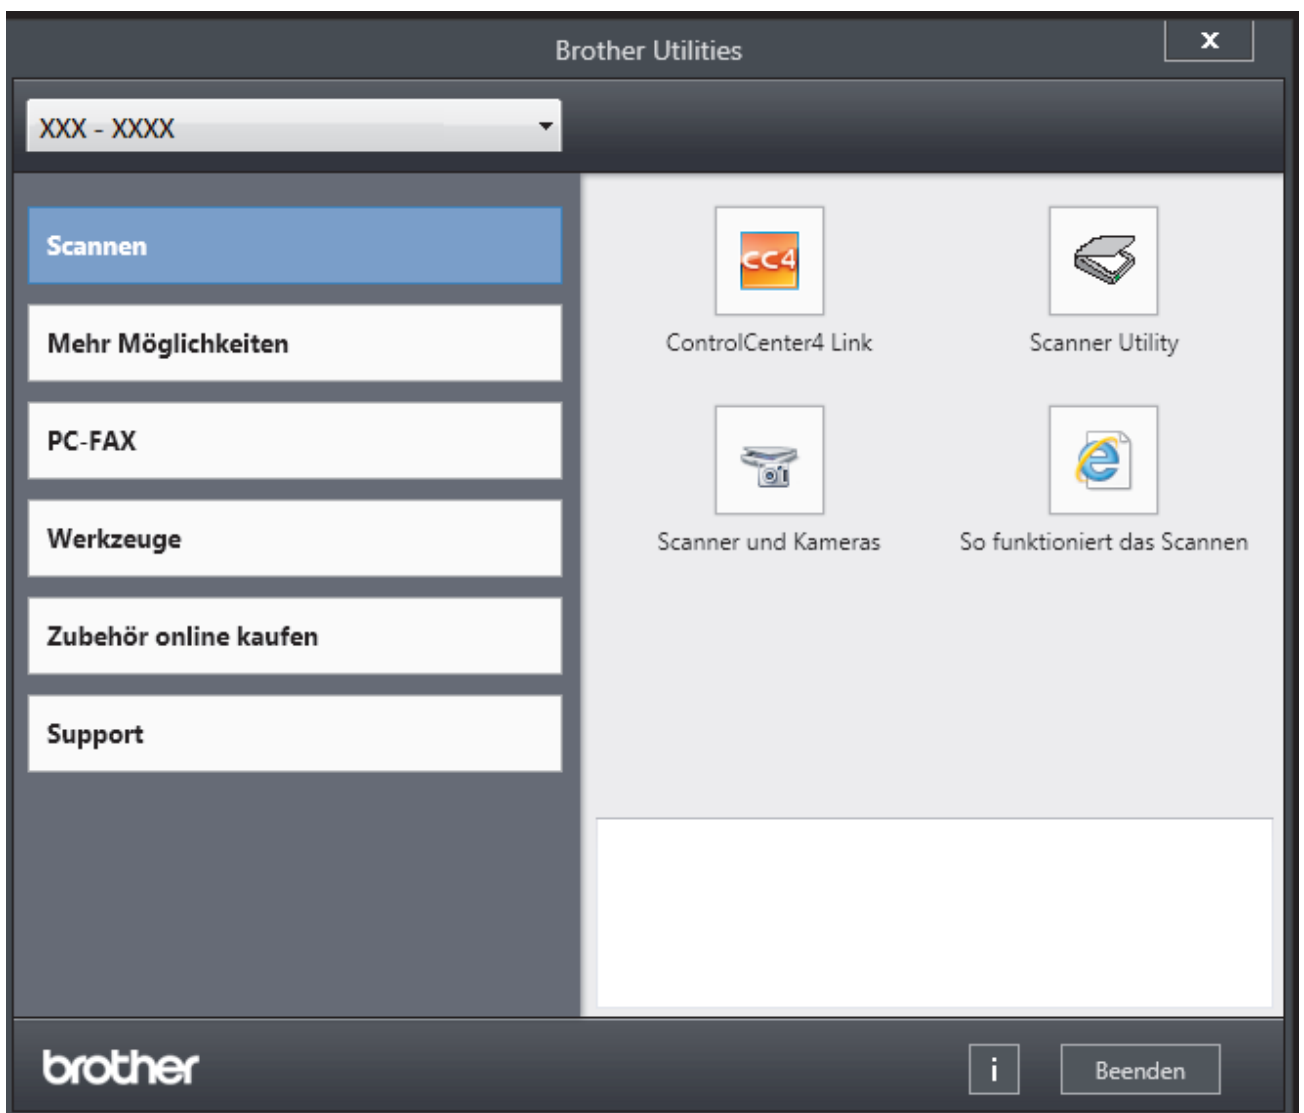 Brother Utilities
x
XXX - XXXX
Scannen
Mehr Möglichkeiten
PC-FAX
Werkzeuge
Zubehör online kaufen
Support
cc4
ControlCenter4 Link
Scanner Utility
Scanner und Kameras
So funktioniert das Scannen
brother
i
Beenden